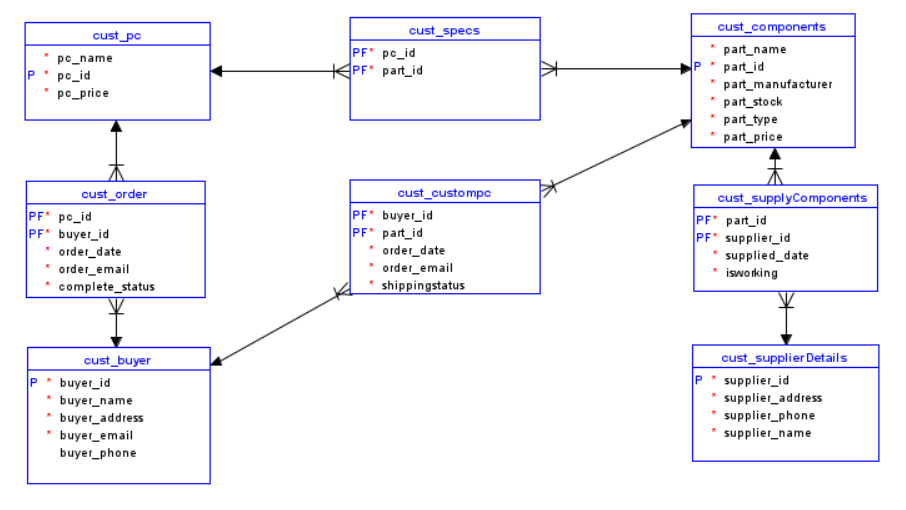 cust_pc
* pc_name
P * pc_id
* pc_price
cust_specs
PF* pc_id
PF* part_id
cust_components
* part_name
P * part_id
* part_manufacturer
* part_stock
* part_type
* part_price
cust_order
PF* pc_id
PF* buyer_id
* order_date
* order_email
* complete_status
cust_custompc
PF* buyer_id
PF* part_id
* order_date
* order_email
* shippingstatus
cust_supplyComponents
PF* part_id
PF* supplier_id
* supplied_date
* isworking
cust_buyer
P * buyer_id
* buyer_name
* buyer_address
* buyer_email
buyer_phone
cust_supplierDetails
P * supplier_id
* supplier_address
* supplier_phone
* supplier_name